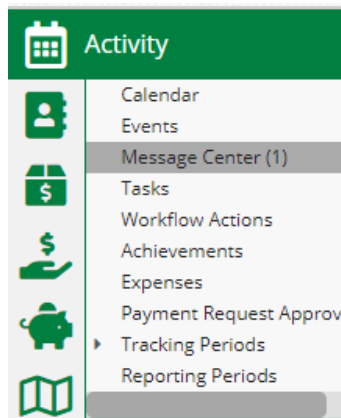 Activity
Calendar
Events
Message Center (1)
Tasks
Workflow Actions
Achievements
Expenses
Payment Request Approv
Tracking Periods
Reporting Periods